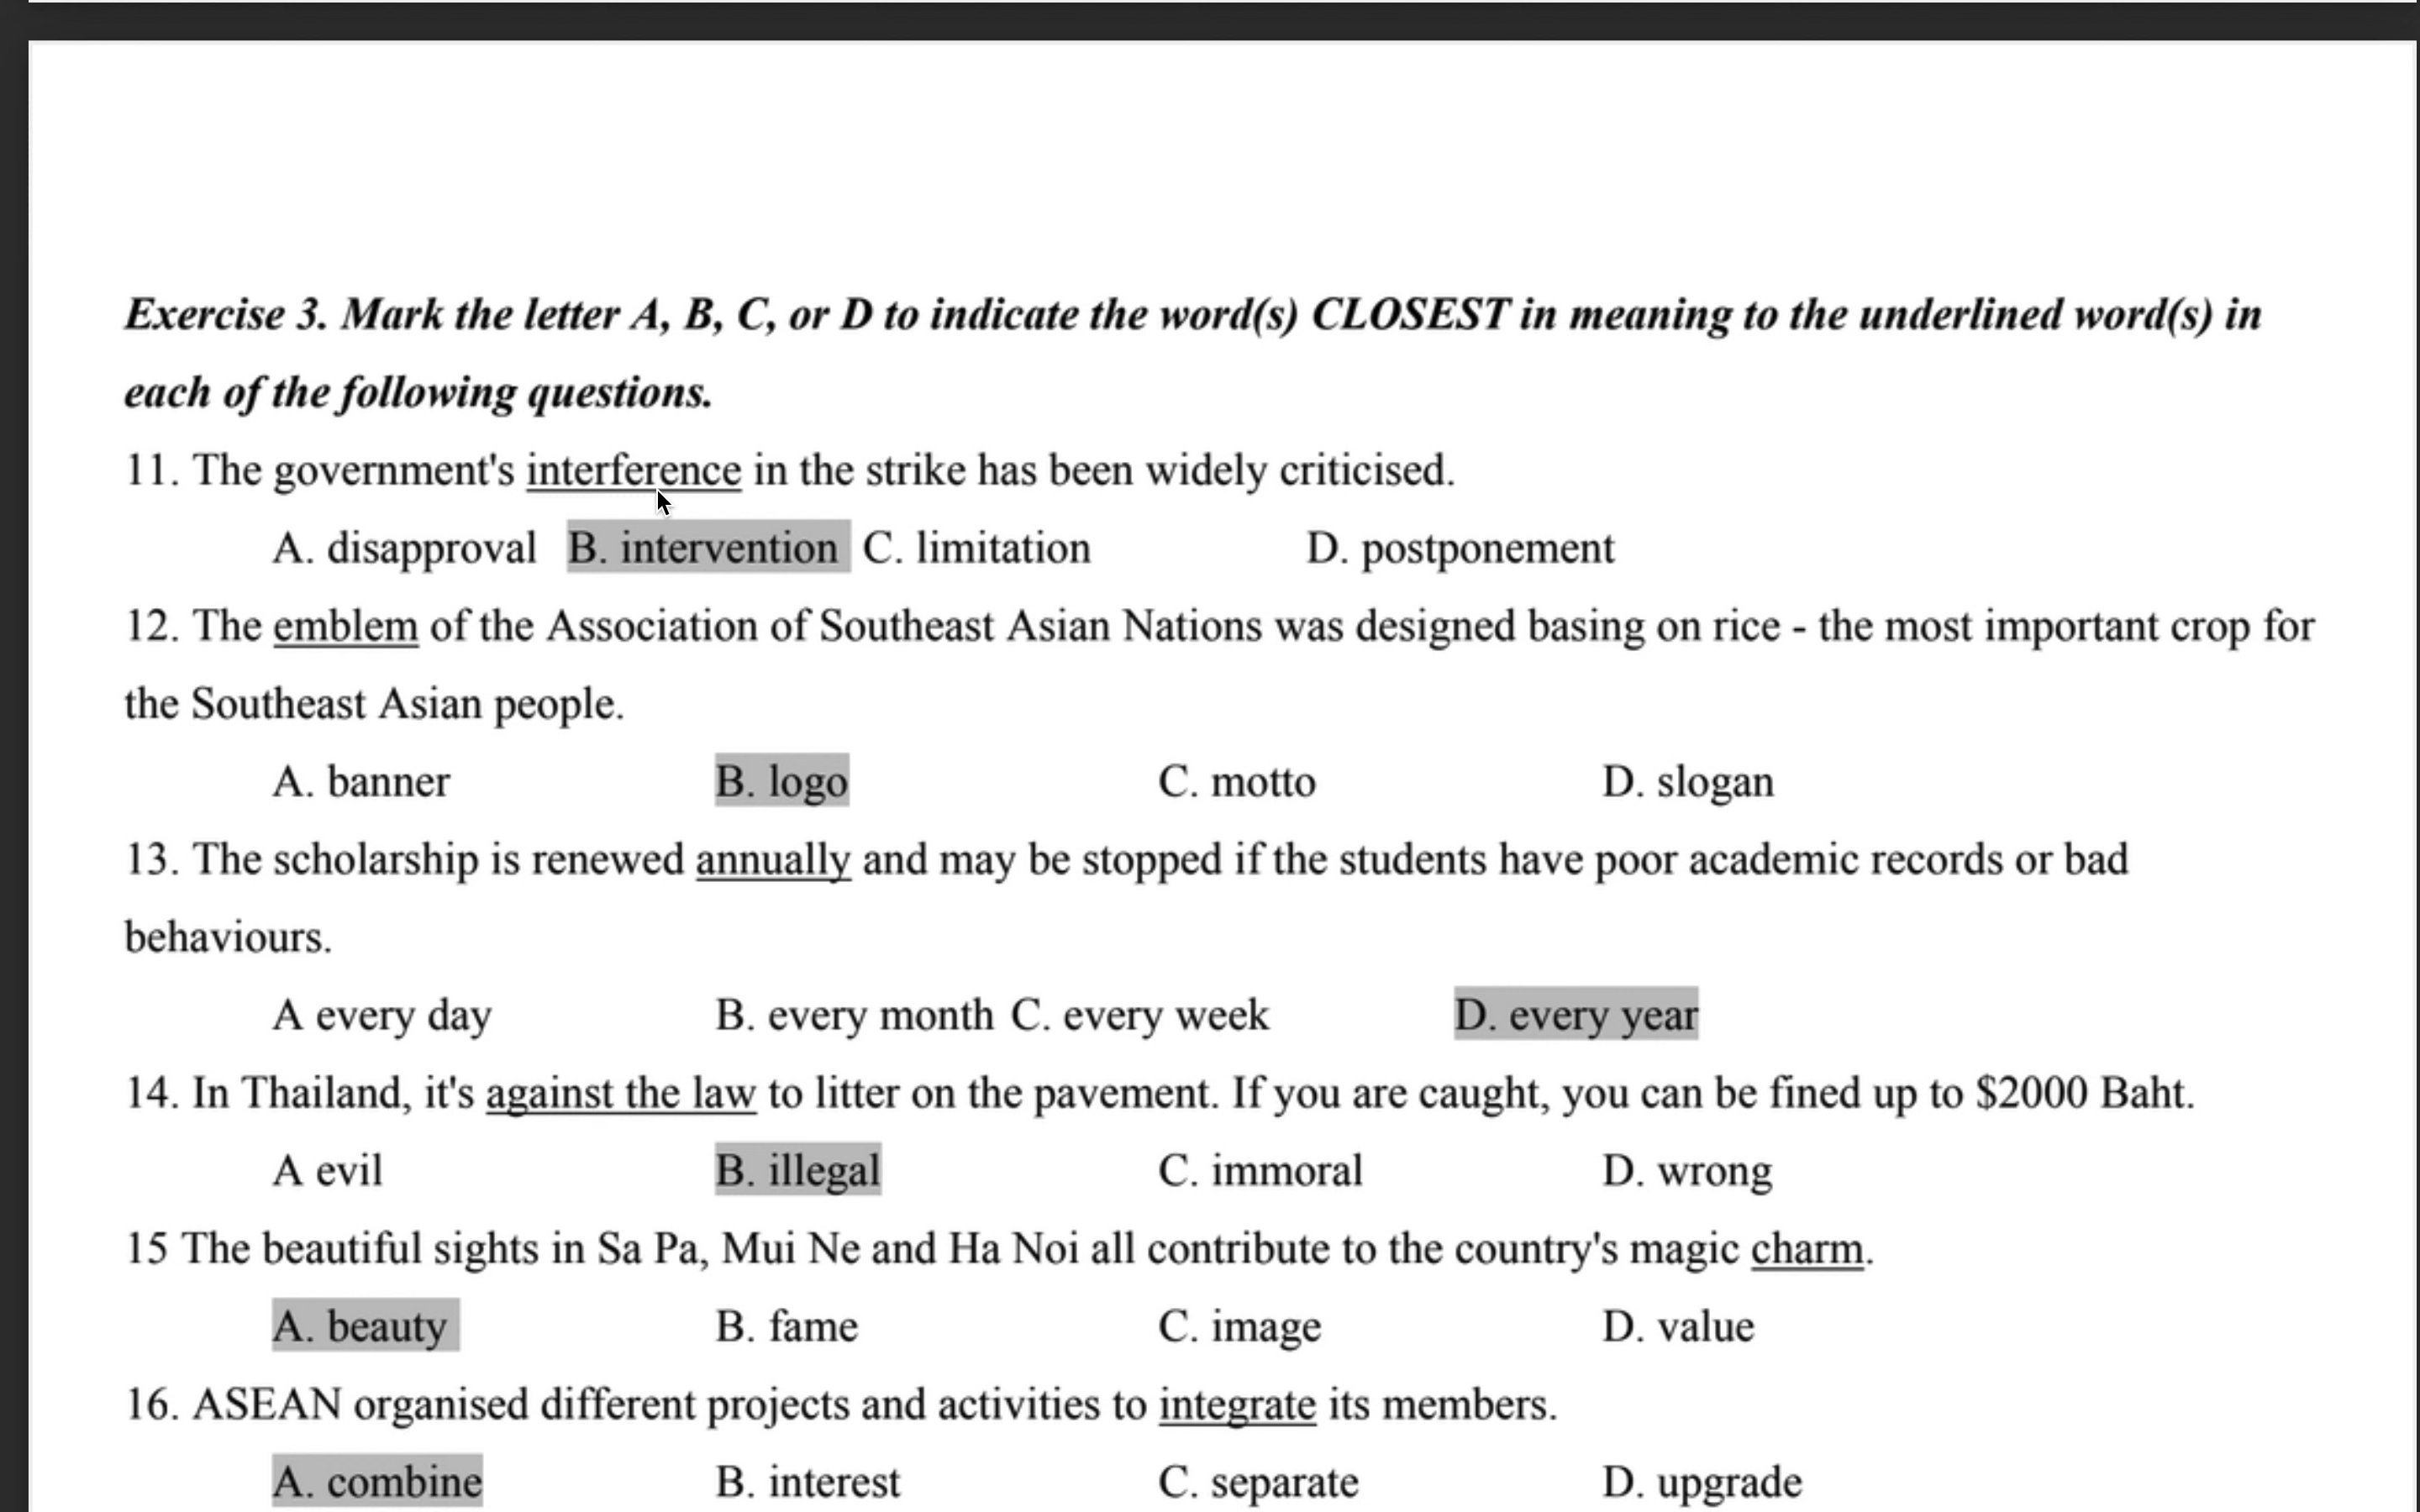 Exercise 3. Mark the letter A, B, C, or D to indicate the word(s) CLOSEST in meaning to the underlined word(s) in
each of the following questions.
11. The government's interference in the strike has been widely criticised.
A. disapproval B. intervention C. limitation D. postponement
12. The emblem of the Association of Southeast Asian Nations was designed basing on rice - the most important crop for
the Southeast Asian people.
A. banner B. logo C. motto D. slogan
13. The scholarship is renewed annually and may be stopped if the students have poor academic records or bad
behaviours.
A every day B. every month C. every week D. every year
14. In Thailand, it's against the law to litter on the pavement. If you are caught, you can be fined up to $2000 Baht.
A evil B. illegal C. immoral D. wrong
15 The beautiful sights in Sa Pa, Mui Ne and Ha Noi all contribute to the country's magic charm.
A. beauty B. fame C. image D. value
16. ASEAN organised different projects and activities to integrate its members.
A. combine B. interest C. separate D. upgrade